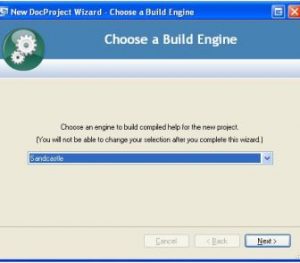 New DocProject Wizard - Choose a Build Engine
Choose a Build Engine
Choose an engine to build compiled help for the new project.
(You will not be able to change your selection after you complete this wizard.)
Sandcastle
Cancel
< Back
Next >